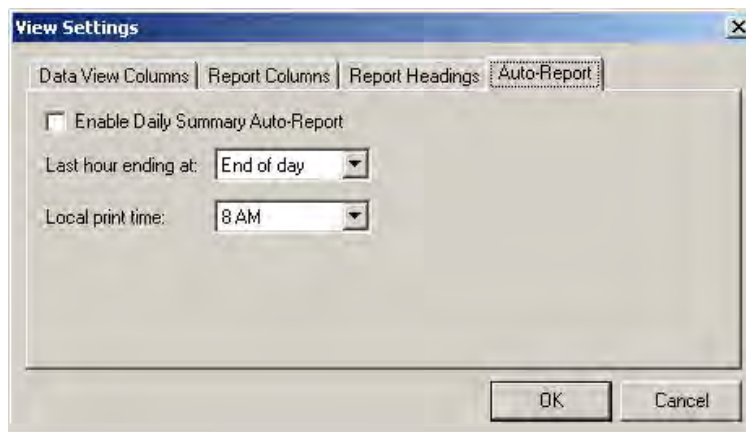 View Settings
Data View Columns Report Columns Report Headings Auto-Report
Enable Daily Summary Auto-Report
Last hour ending at: End of day
Local print time: 8 AM
OK Cancel